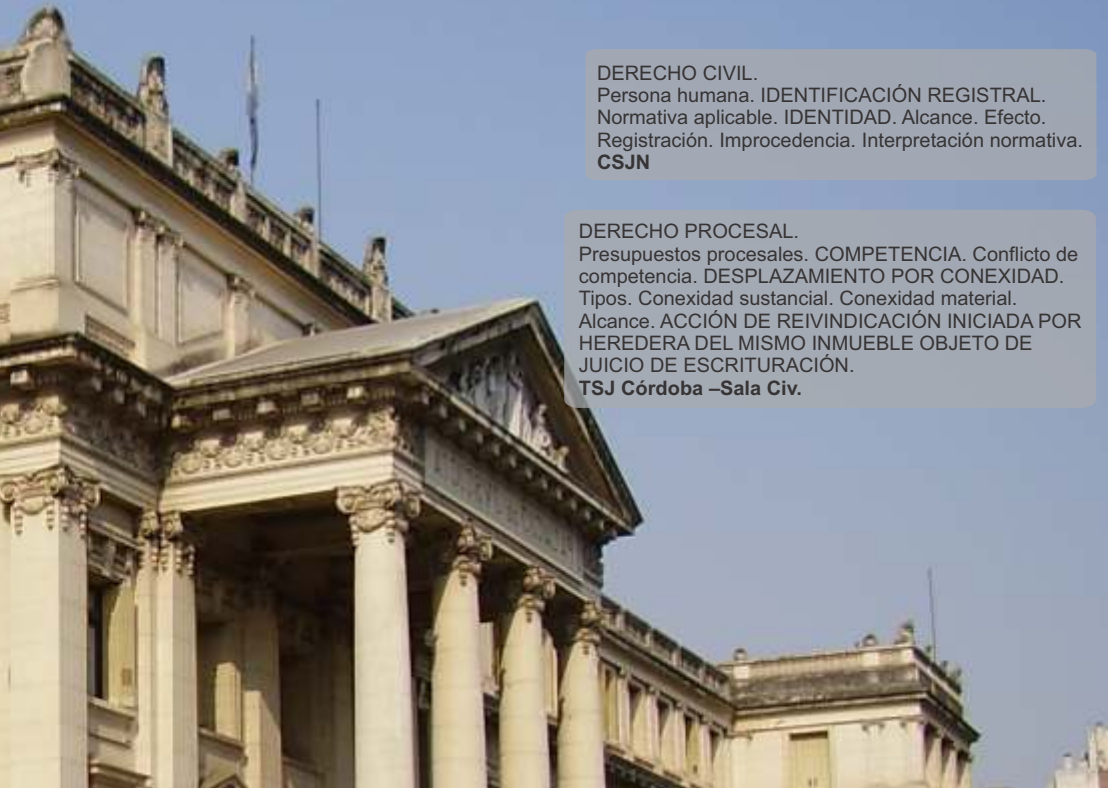 DERECHO CIVIL.
Persona humana. IDENTIFICACIÓN REGISTRAL.
Normativa aplicable. IDENTIDAD. Alcance. Efecto.
Registración. Improcedencia. Interpretación normativa.
CSJN
DERECHO PROCESAL.
Presupuestos procesales. COMPETENCIA. Conflicto de
competencia. DESPLAZAMIENTO POR CONEXIDAD.
Tipos. Conexidad sustancial. Conexidad material.
Alcance. ACCIÓN DE REIVINDICACIÓN INICIADA POR
HEREDERA DEL MISMO INMUEBLE OBJETO DE
JUICIO DE ESCRITURACIÓN.
TSJ Córdoba –Sala Civ.